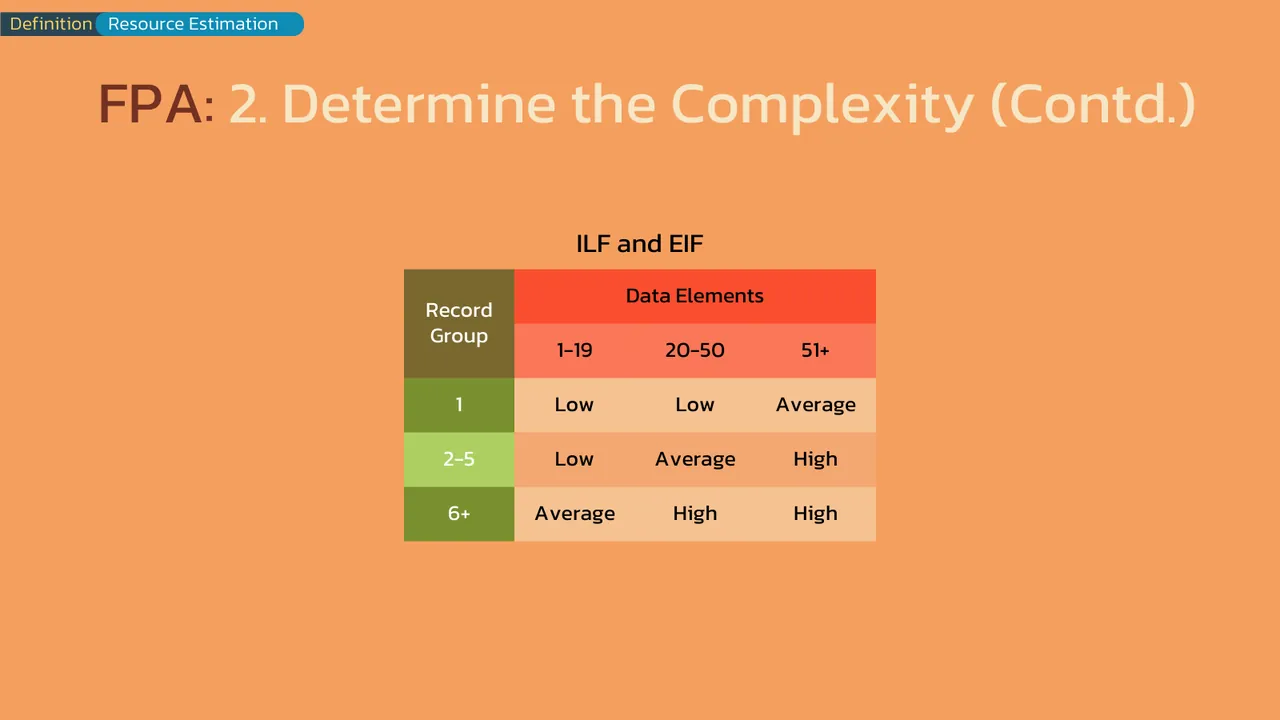 Definition Resource Estimation
FPA: 2. Determine the Complexity (Contd.)
ILF and EIF
Record Group
Data Elements
1-19 20-50 51+
1 Low Low Average
2-5 Low Average High
6+ Average High High